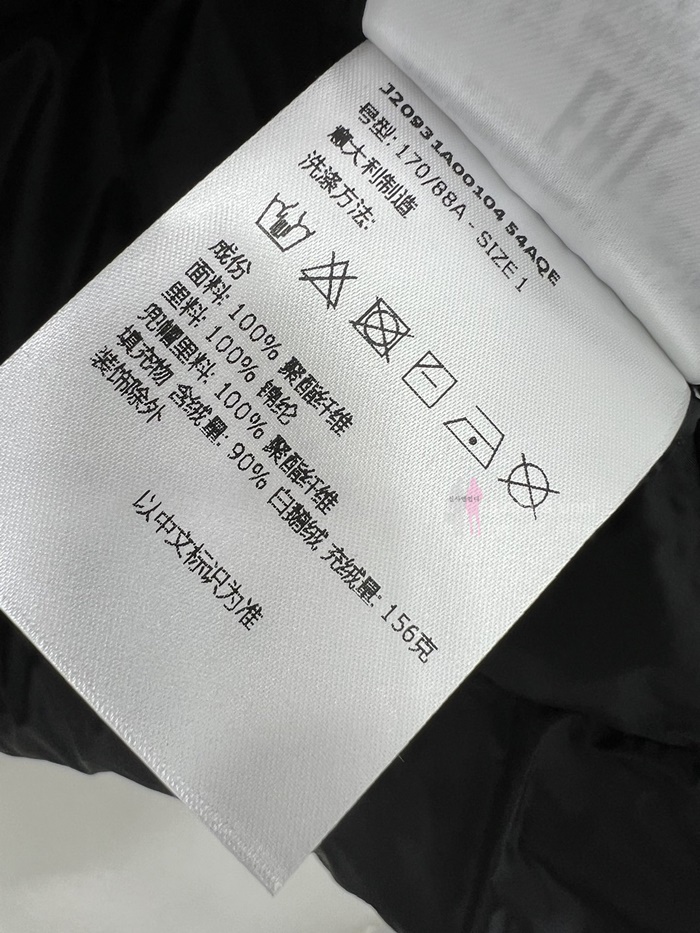 J20931A00104 54AQE
号型: 170/88A - SIZE 1
意大利制造
洗涤方法:
成份
面料: 100% 聚酯纤维
里料: 100% 锦纶
兜帽里料: 100% 聚酯纤维
填充物 含绒量: 90% 白鹅绒 充绒量: 156克
装饰除外
以中文标识为准